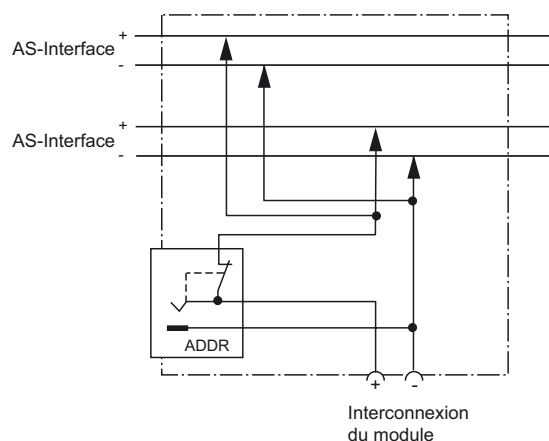 +
AS-Interface
-
+
AS-Interface
-
ADDR
+ -
Interconnexion
du module